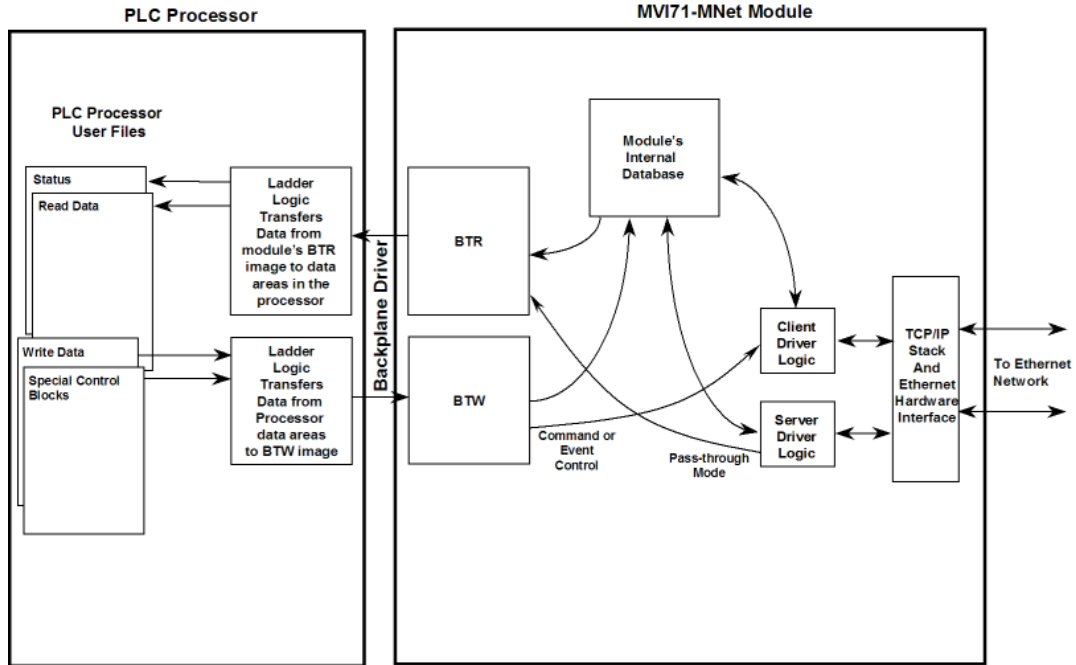 PLC Processor
MVI71-MNet Module
PLC Processor
User Files
Status
Read Data
Write Data
Special Control
Blocks
Ladder
Logic
Transfers
Data from
module's BTR
image to data
areas in the
processor
Ladder
Logic
Transfers
Data from
Processor
data areas
to BTW image
Backplane Driver
BTR
BTW
Module's
Internal
Database
Command or
Event
Control
Pass-through
Mode
Client
Driver
Logic
Server
Driver
Logic
TCP/IP
Stack
And
Ethernet
Hardware
Interface
To Ethernet
Network